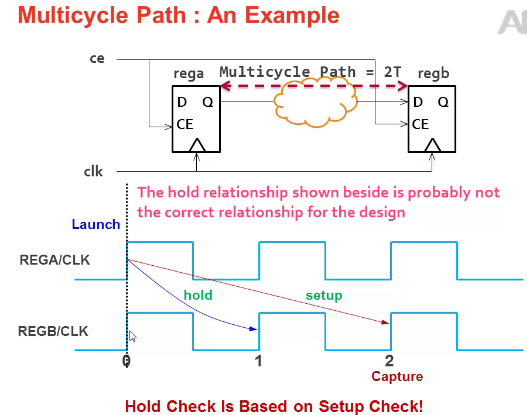 Multicycle Path : An Example
ce
rega Multicycle Path = 2T regb
D Q D Q
CE CE
clk
The hold relationship shown beside is probably not
the correct relationship for the design
Launch
REGA/CLK
hold setup
REGB/CLK
0 1 2
Capture
Hold Check Is Based on Setup Check!